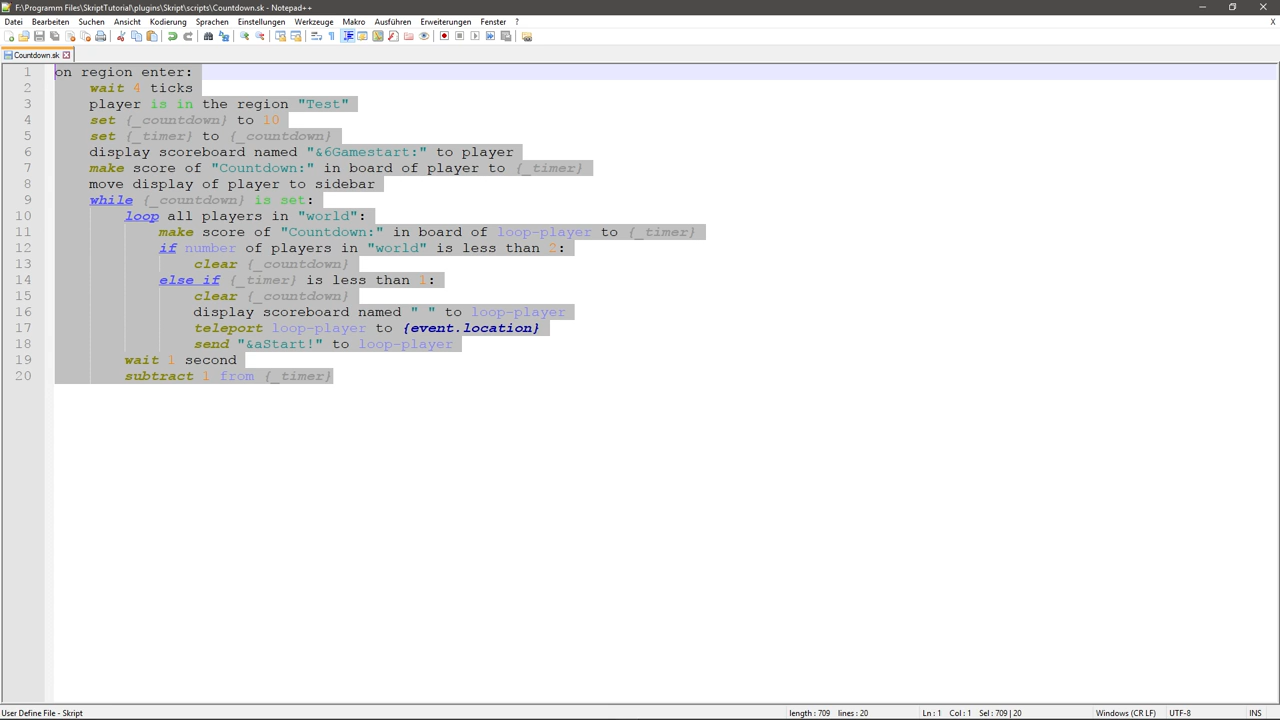 F:\Programm Files\SkriptTutorial\plugins\Skript\scripts\Countdown.sk - Notepad++
Datei Bearbeiten Suchen Ansicht Kodierung Sprachen Einstellungen Werkzeuge Makro Ausführen Erweiterungen Fenster ? X
Countdown.sk
1 on region enter:
2 wait 4 ticks
3 player is in the region "Test"
4 set {_countdown} to 10
5 set {_timer} to {_countdown}
6 display scoreboard named "&6Gamestart:" to player
7 make score of "Countdown:" in board of player to {_timer}
8 move display of player to sidebar
9 while {_countdown} is set:
10 loop all players in "world":
11 make score of "Countdown:" in board of loop-player to {_timer}
12 if number of players in "world" is less than 2:
13 clear {_countdown}
14 else if {_timer} is less than 1:
15 clear {_countdown}
16 display scoreboard named " " to loop-player
17 teleport loop-player to {event.location}
18 send "&aStart!" to loop-player
19 wait 1 second
20 subtract 1 from {_timer}
User Define File - Skript length : 709 lines : 20 Ln : 1 Col : 1 Sel : 709 | 20 Windows (CR LF) UTF-8 INS